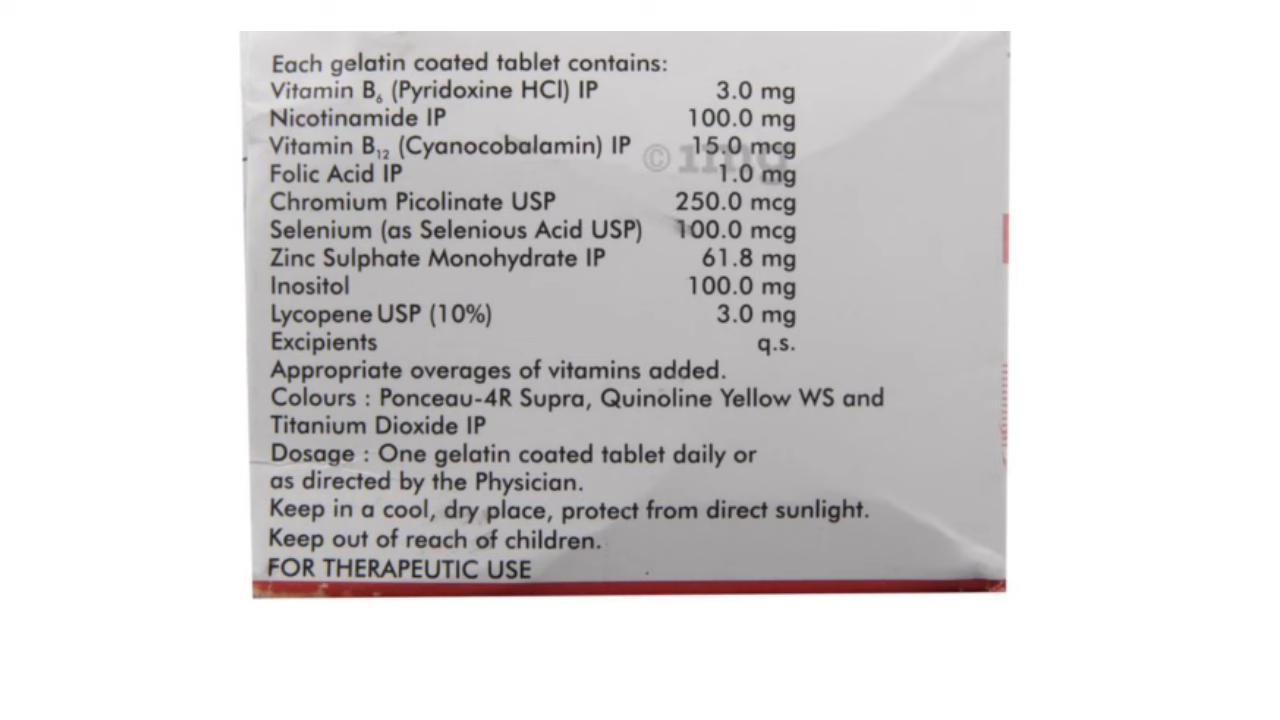 Each gelatin coated tablet contains:
Vitamin B₆ (Pyridoxine HCl) IP 3.0 mg
Nicotinamide IP 100.0 mg
Vitamin B₁₂ (Cyanocobalamin) IP 15.0 mcg
©1mg
Folic Acid IP 1.0 mg
Chromium Picolinate USP 250.0 mcg
Selenium (as Selenious Acid USP) 100.0 mcg
Zinc Sulphate Monohydrate IP 61.8 mg
Inositol 100.0 mg
Lycopene USP (10%) 3.0 mg
Excipients q.s.
Appropriate overages of vitamins added.
Colours : Ponceau-4R Supra, Quinoline Yellow WS and
Titanium Dioxide IP
Dosage : One gelatin coated tablet daily or
as directed by the Physician.
Keep in a cool, dry place, protect from direct sunlight.
Keep out of reach of children.
FOR THERAPEUTIC USE